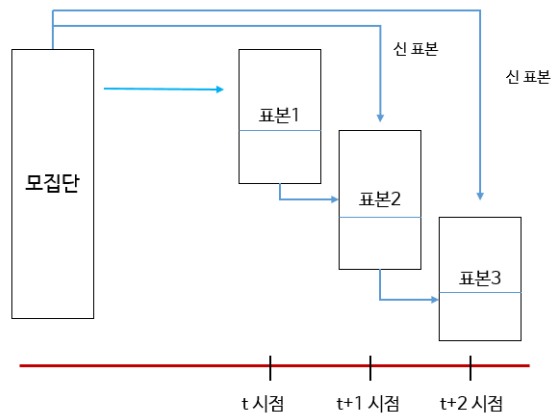 신 표본
신 표본
표본1
모집단
표본2
표본3
t 시점
t+1 시점
t+2 시점